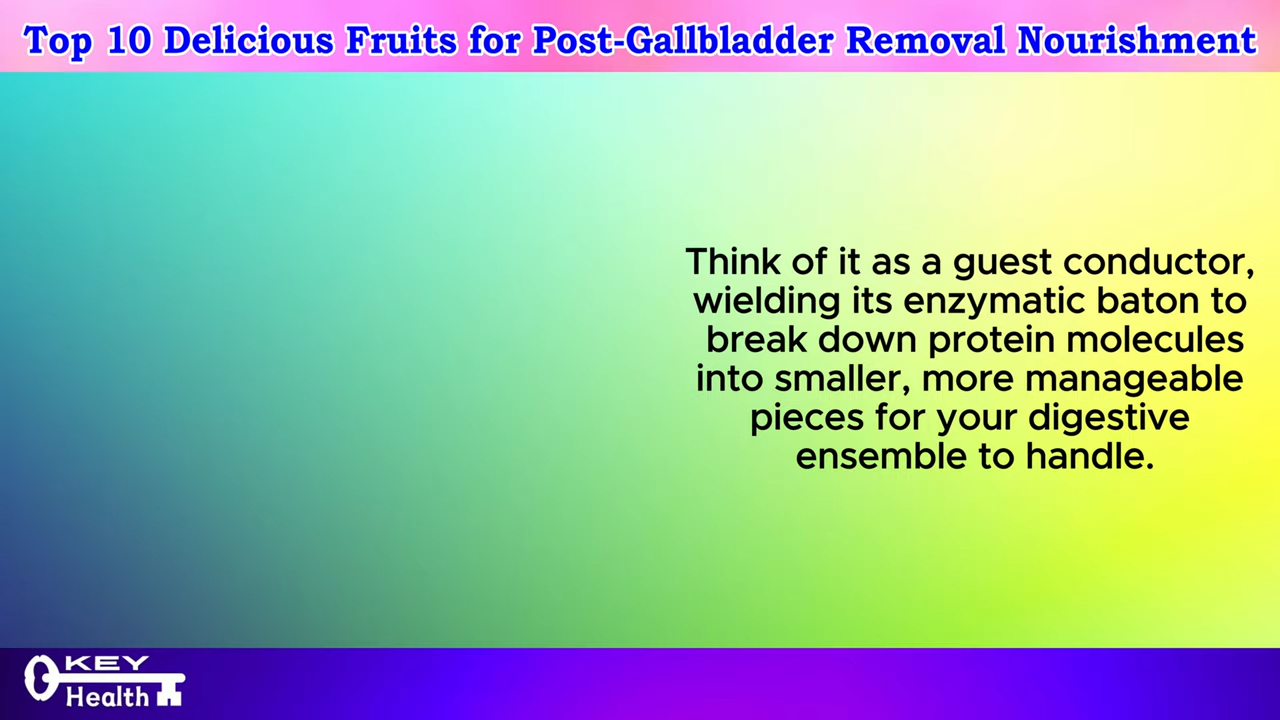 Top 10 Delicious Fruits for Post-Gallbladder Removal Nourishment
Think of it as a guest conductor,
wielding its enzymatic baton to
break down protein molecules
into smaller, more manageable
pieces for your digestive
ensemble to handle.
KEY
Health